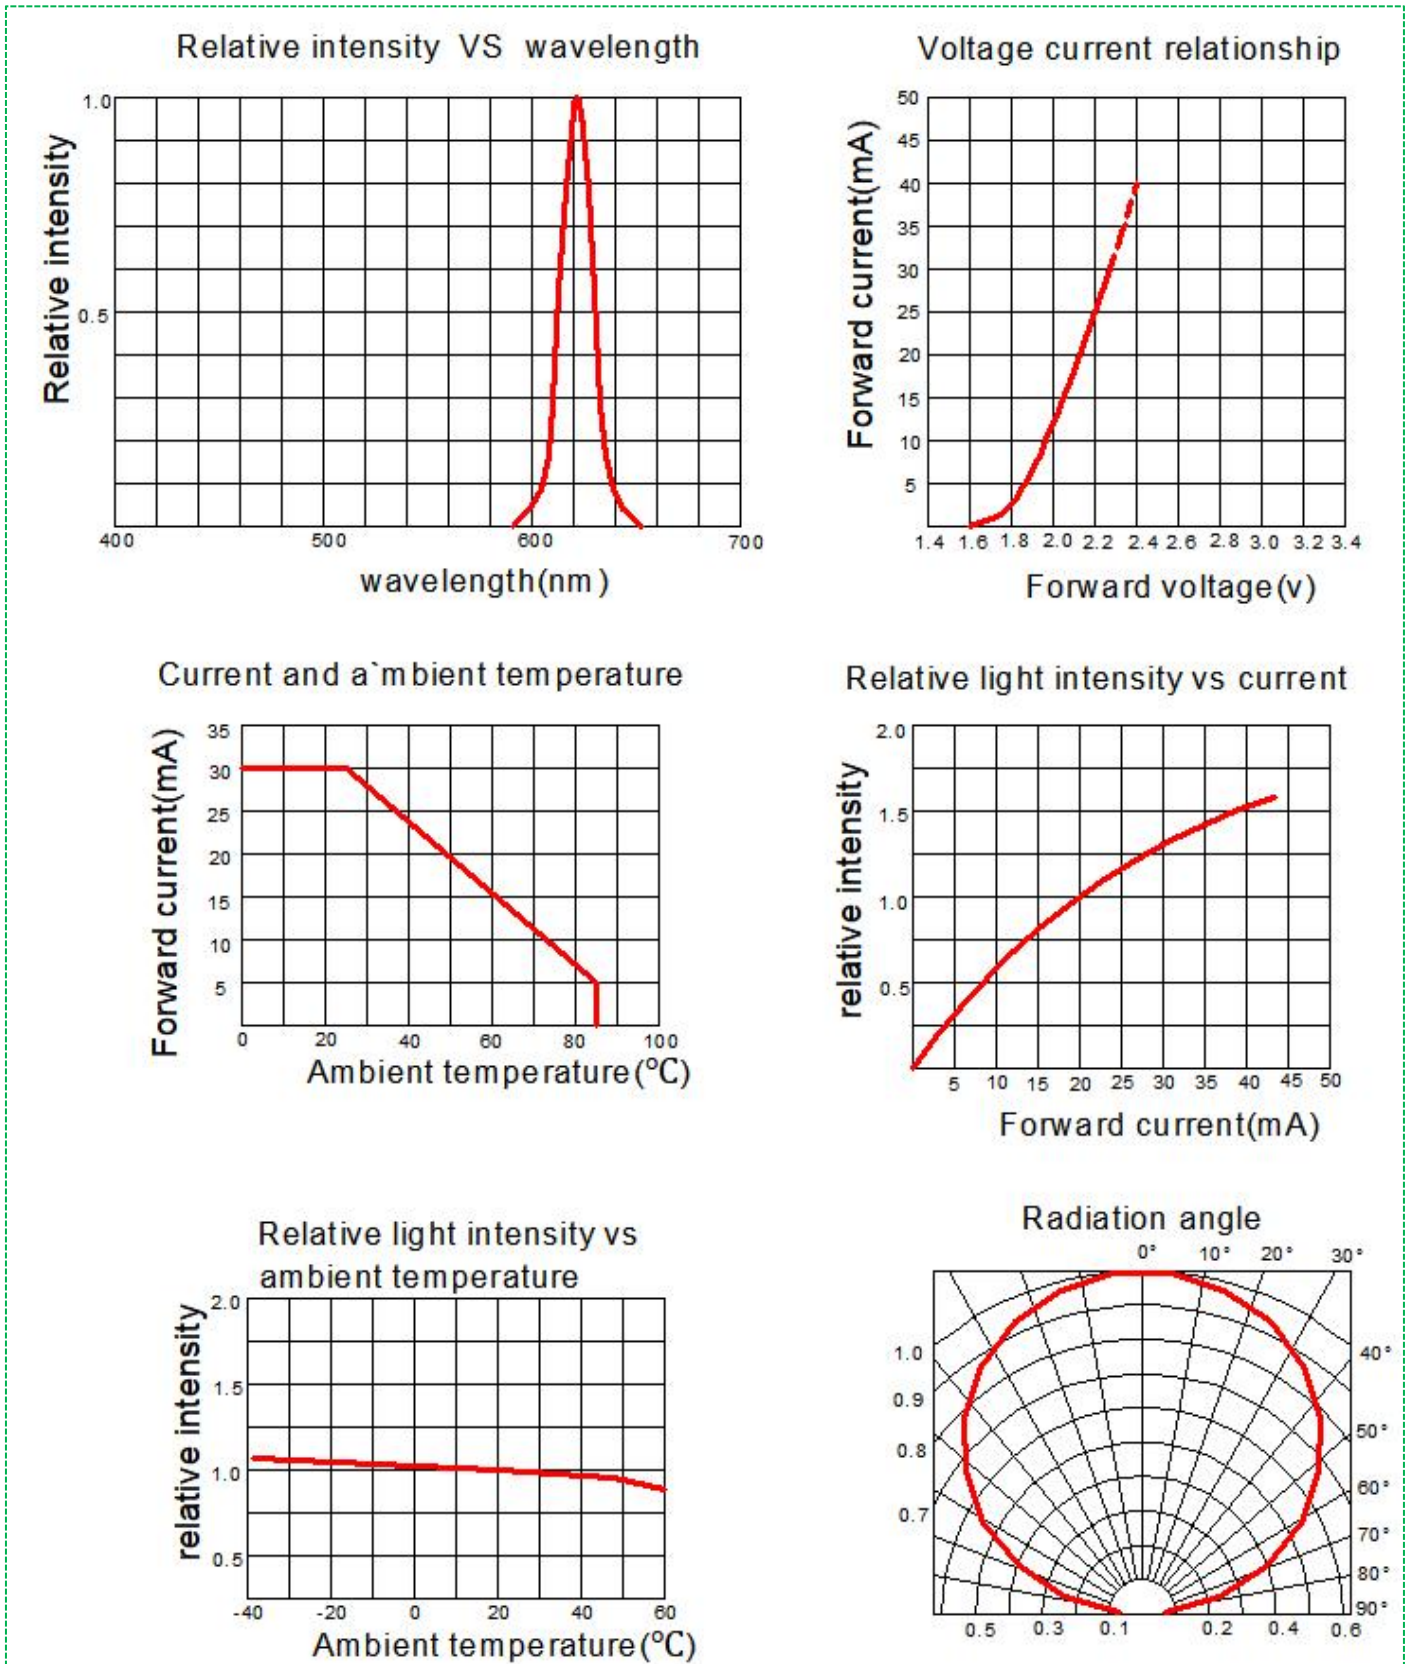 Relative intensity VS wavelength
1.0
0.5
Relative intensity
400 500 600 700
wavelength(nm)
Voltage current relationship
50
45
40
35
30
25
20
15
10
5
Forward current(mA)
1.4 1.6 1.8 2.0 2.2 2.4 2.6 2.8 3.0 3.2 3.4
Forward voltage(v)
Current and a`mbient temperature
35
30
25
20
15
10
5
Forward current(mA)
0 20 40 60 80 100
Ambient temperature(℃)
Relative light intensity vs current
2.0
1.5
1.0
0.5
relative intensity
5 10 15 20 25 30 35 40 45 50
Forward current(mA)
Relative light intensity vs
ambient temperature
2.0
1.5
1.0
0.5
relative intensity
-40 -20 0 20 40 60
Ambient temperature(℃)
Radiation angle
0° 10° 20° 30°
1.0 40°
0.9
0.8 50°
60°
0.7
70°
80°
90°
0.5 0.3 0.1 0.2 0.4 0.6